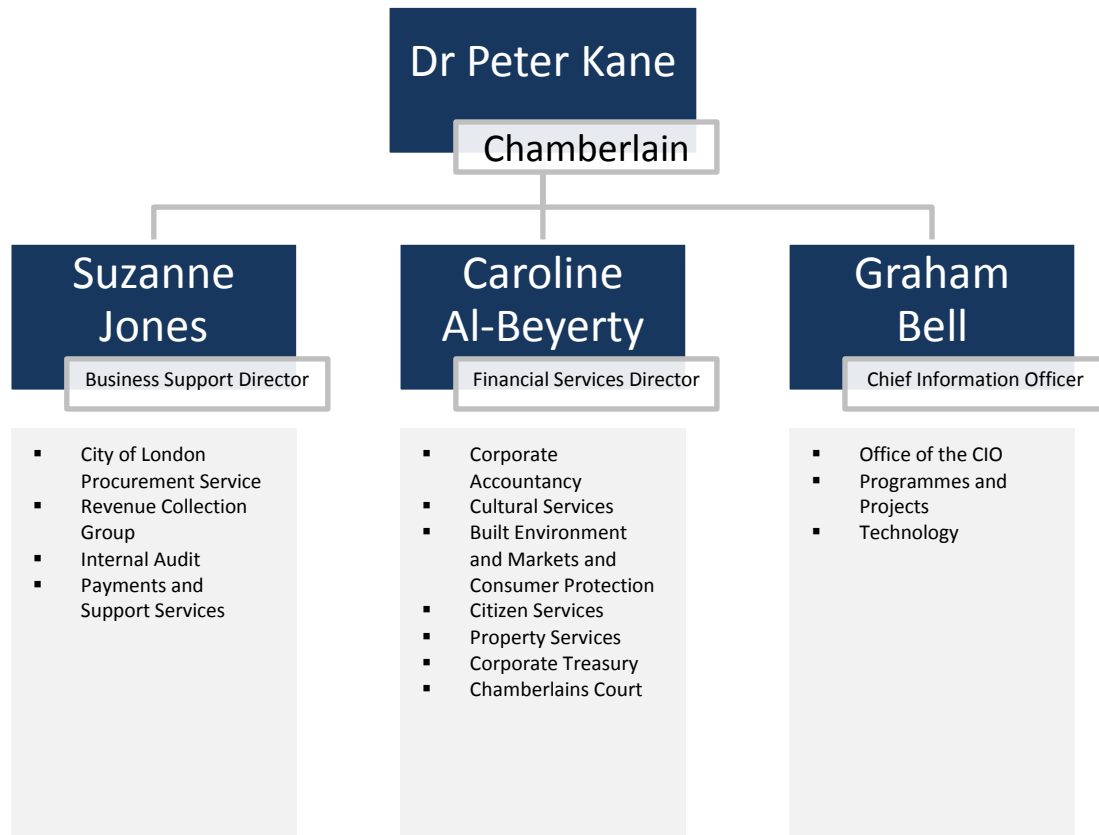 Dr Peter Kane
Chamberlain
Suzanne
Jones
Business Support Director
▪ City of London
Procurement Service
▪ Revenue Collection
Group
▪ Internal Audit
▪ Payments and
Support Services
Caroline
Al-Beyerty
Financial Services Director
▪ Corporate
Accountancy
▪ Cultural Services
▪ Built Environment
and Markets and
Consumer Protection
▪ Citizen Services
▪ Property Services
▪ Corporate Treasury
▪ Chamberlains Court
Graham
Bell
Chief Information Officer
▪ Office of the CIO
▪ Programmes and
Projects
▪ Technology